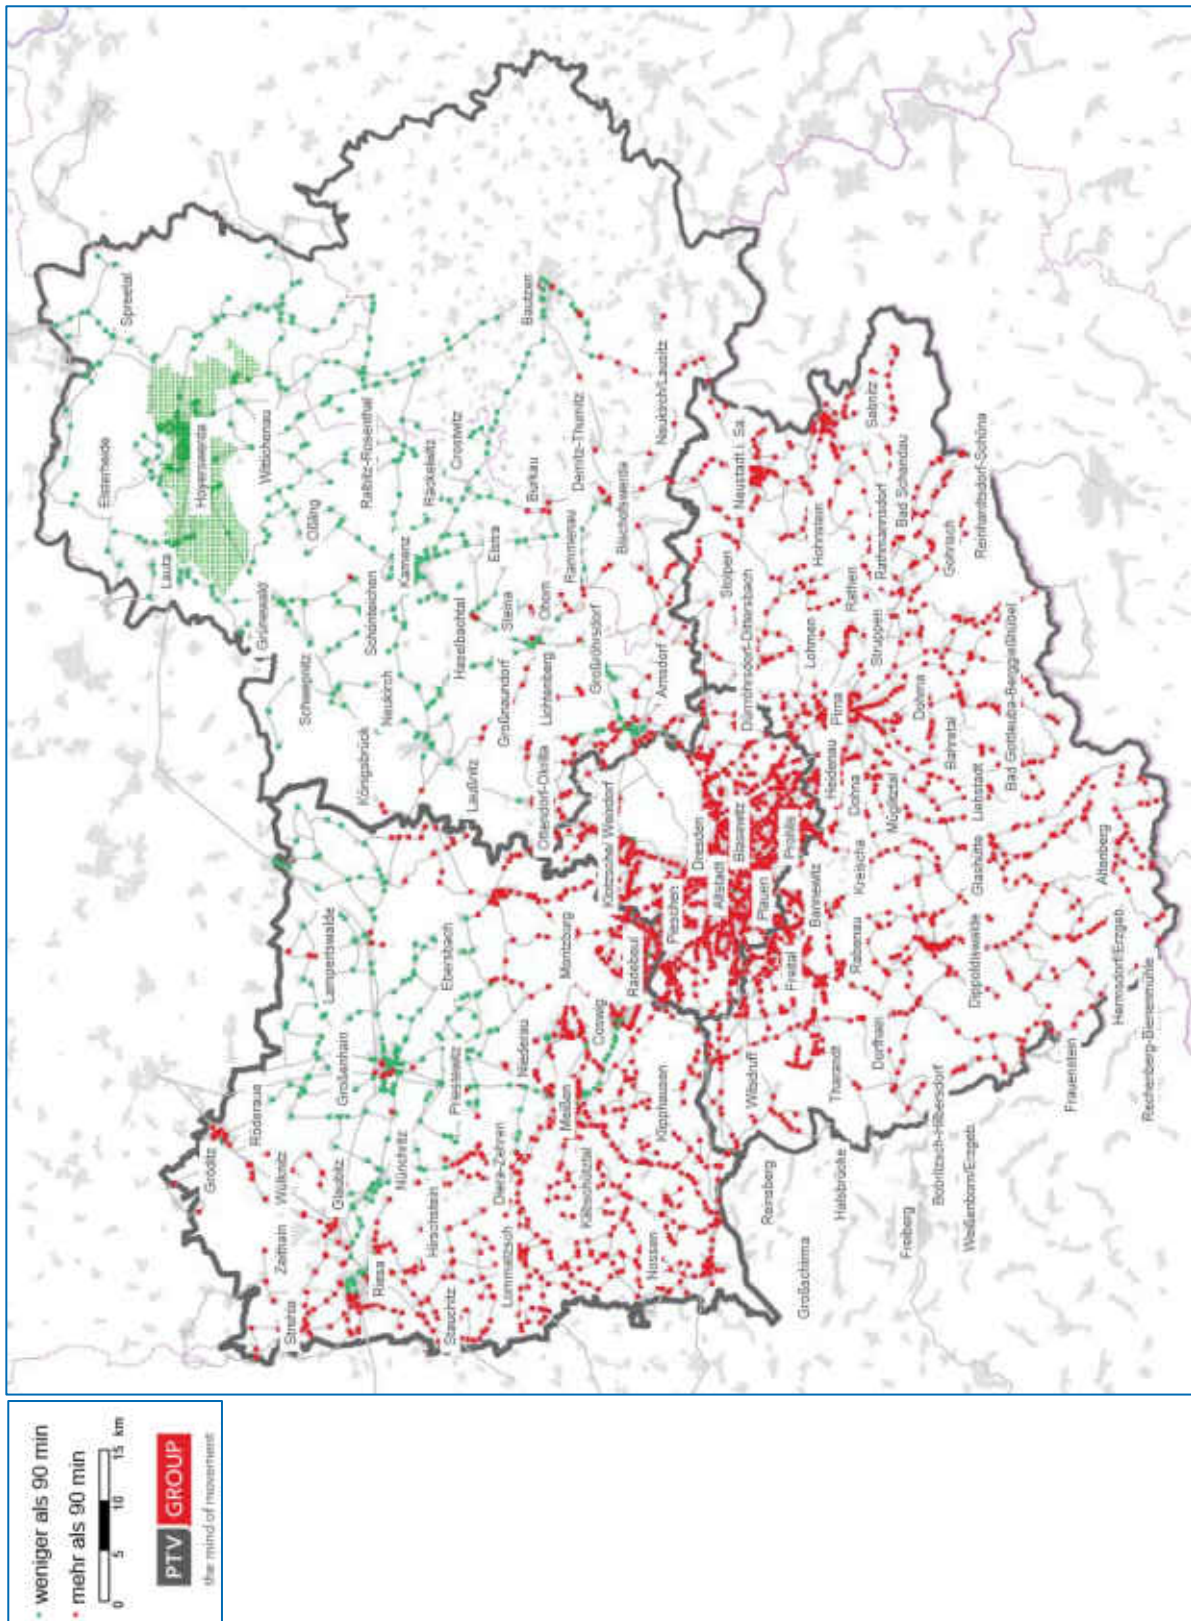 Spreetal
Elsterheide
Hoyerswerda
Lauta
Wittichenau
Grünewald
Oßling
Schwepnitz
Ralbitz-Rosenthal
Schönteichen
Neukirch
Königsbrück
Räckelwitz
Kamenz
Crostwitz
Haselbachtal
Laußnitz
Elstra
Steina
Großnaundorf
Bautzen
Burkau
Ohorn
Lichtenberg
Ottendorf-Okrilla
Rammenau
Demitz-Thumitz
Großröhrsdorf
Bischofswerda
Neukirch/Lausitz
Arnsdorf
Klotzsche/ Weixdorf
Lampertswalde
Großenhain
Röderaue
Gröditz
Wülknitz
Zeithain
Strehla
Glaubitz
Riesa
Nünchritz
Ebersbach
Priestewitz
Hirschstein
Stauchitz
Diera-Zehren
Lommatzsch
Niederau
Moritzburg
Meißen
Coswig
Radebeul
Käbschütztal
Nossen
Klipphausen
Pieschen
Dresden
Altstadt
Blasewitz
Plauen
Prohlis
Neustadt i. Sa.
Stolpen
Dürrröhrsdorf-Dittersbach
Sebnitz
Hohnstein
Lohmen
Rathen
Rathmannsdorf
Bad Schandau
Struppen
Gohrisch
Reinhardtsdorf-Schöna
Pirna
Heidenau
Dohna
Dohma
Müglitztal
Bahretal
Liebstadt
Bad Gottleuba-Berggießhübel
Freital
Bannewitz
Kreischa
Rabenau
Wilsdruff
Tharandt
Dorfhain
Glashütte
Dippoldiswalde
Altenberg
Hermsdorf/Erzgeb.
Rechenberg-Bienenmühle
Frauenstein
Reinsberg
Halsbrücke
Großschirma
Freiberg
Bobritzsch-Hilbersdorf
Weißenborn/Erzgeb.
weniger als 90 min
mehr als 90 min
0 5 10 15 km
PTV GROUP
the mind of movement